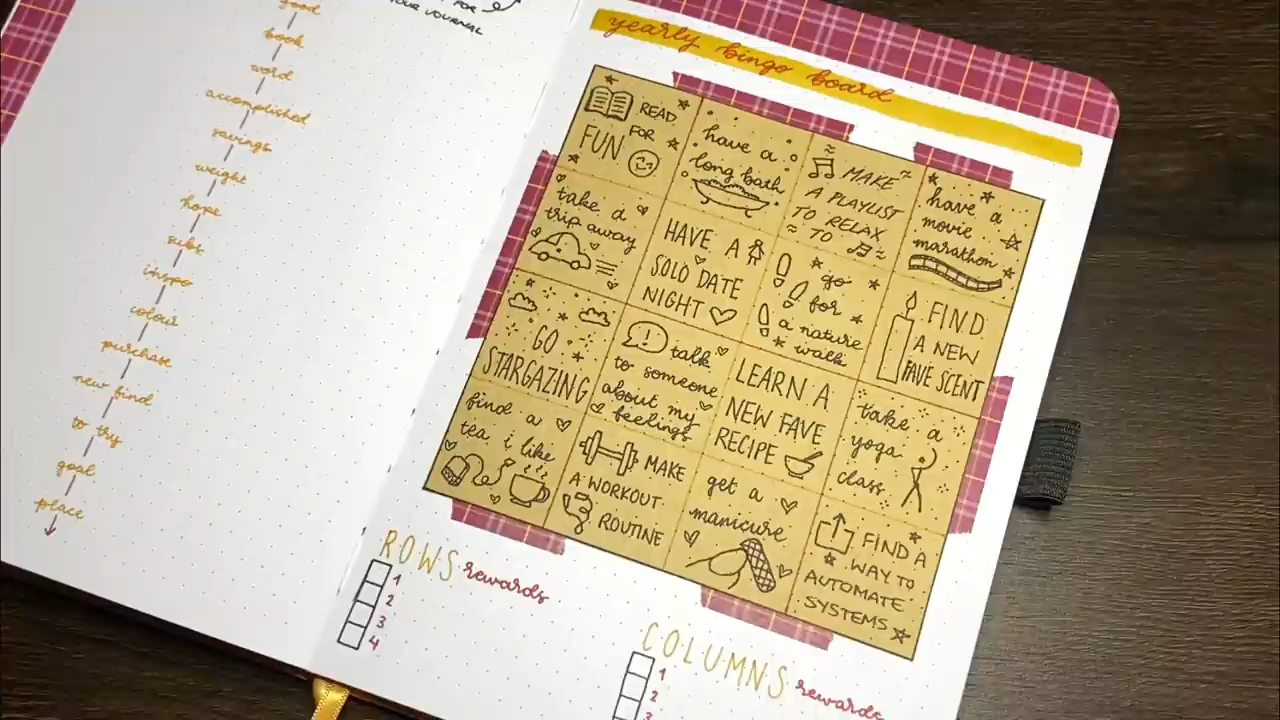 good
FOR
YOUR JOURNAL
book
word
accomplished
savings
weight
hope
subs.
inspo
colour
purchase
new find
to try
goal
place
yearly bingo board
READ
FOR
FUN
have a
long bath
MAKE
A PLAYLIST
TO RELAX
TO
have a
movie
marathon
take a
trip away
HAVE A
SOLO DATE
NIGHT
go
for
a nature
walk
FIND
A NEW
FAVE SCENT
GO
STARGAZING
talk
to someone
about my
feelings
LEARN A
NEW FAVE
RECIPE
take a
yoga
class
find a
tea i like
MAKE
A WORKOUT
ROUTINE
get a
manicure
FIND A
WAY TO
AUTOMATE
SYSTEMS
ROWS rewards
1
2
3
4
COLUMNS rewards
1
2
3